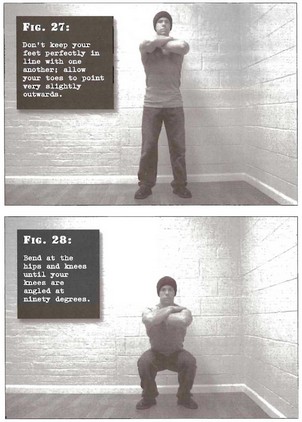 FIG. 27:
Don't keep your
feet perfectly in
line with one
another; allow
your toes to point
very slightly
outwards.
FIG. 28:
Bend at the
hips and knees
until your
knees are
angled at
ninety degrees.